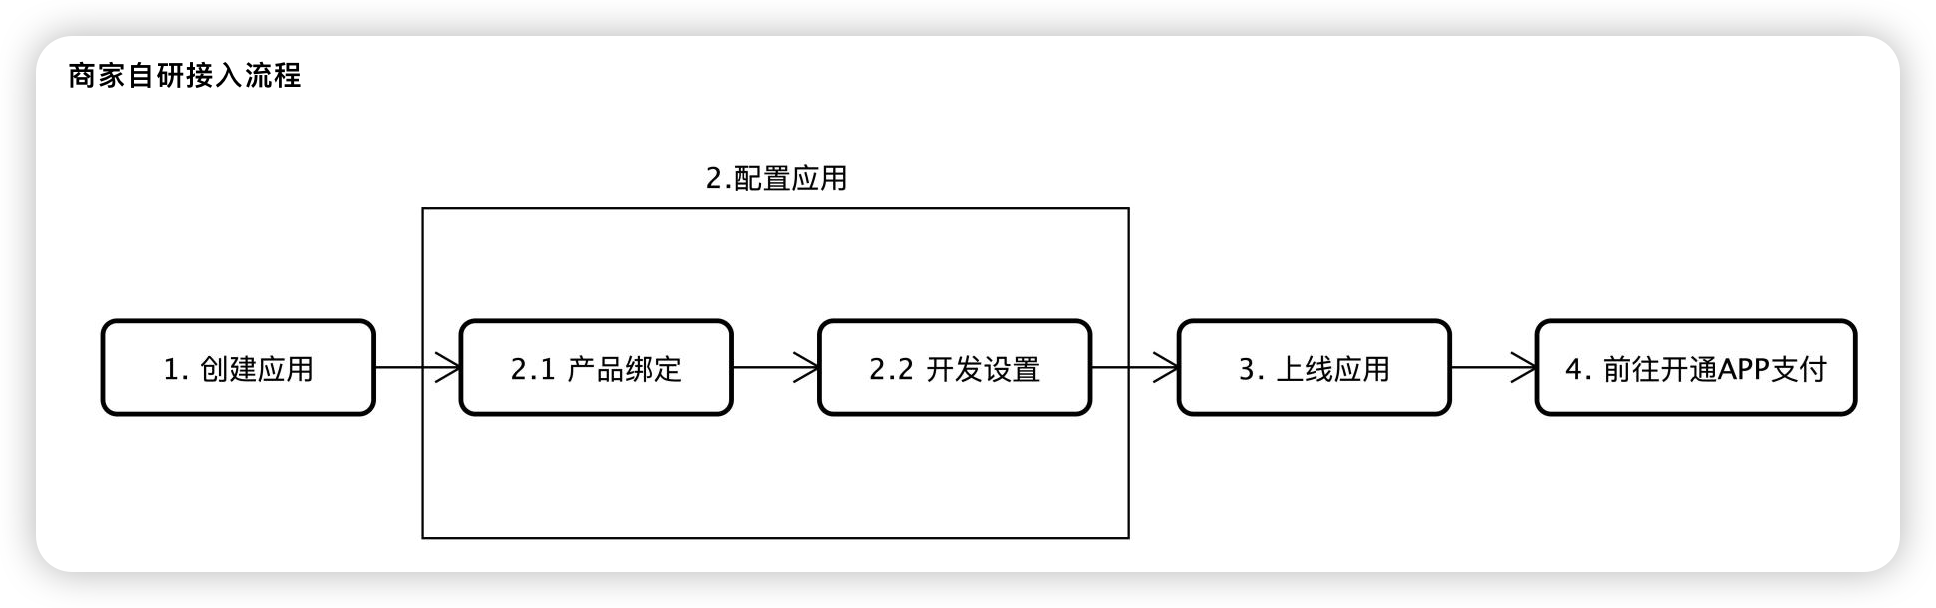 商家自研接入流程
2.配置应用
1. 创建应用
2.1 产品绑定
2.2 开发设置
3. 上线应用
4. 前往开通APP支付